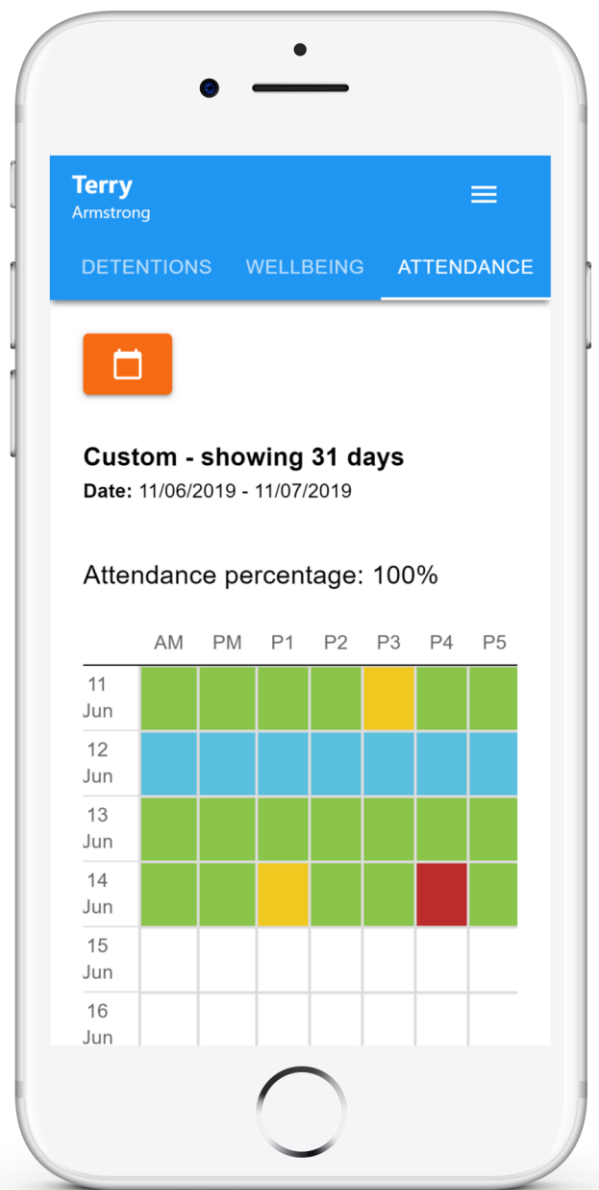 Terry
Armstrong
DETENTIONS WELLBEING ATTENDANCE
Custom - showing 31 days
Date: 11/06/2019 - 11/07/2019
Attendance percentage: 100%
AM PM P1 P2 P3 P4 P5
11
Jun
12
Jun
13
Jun
14
Jun
15
Jun
16
Jun